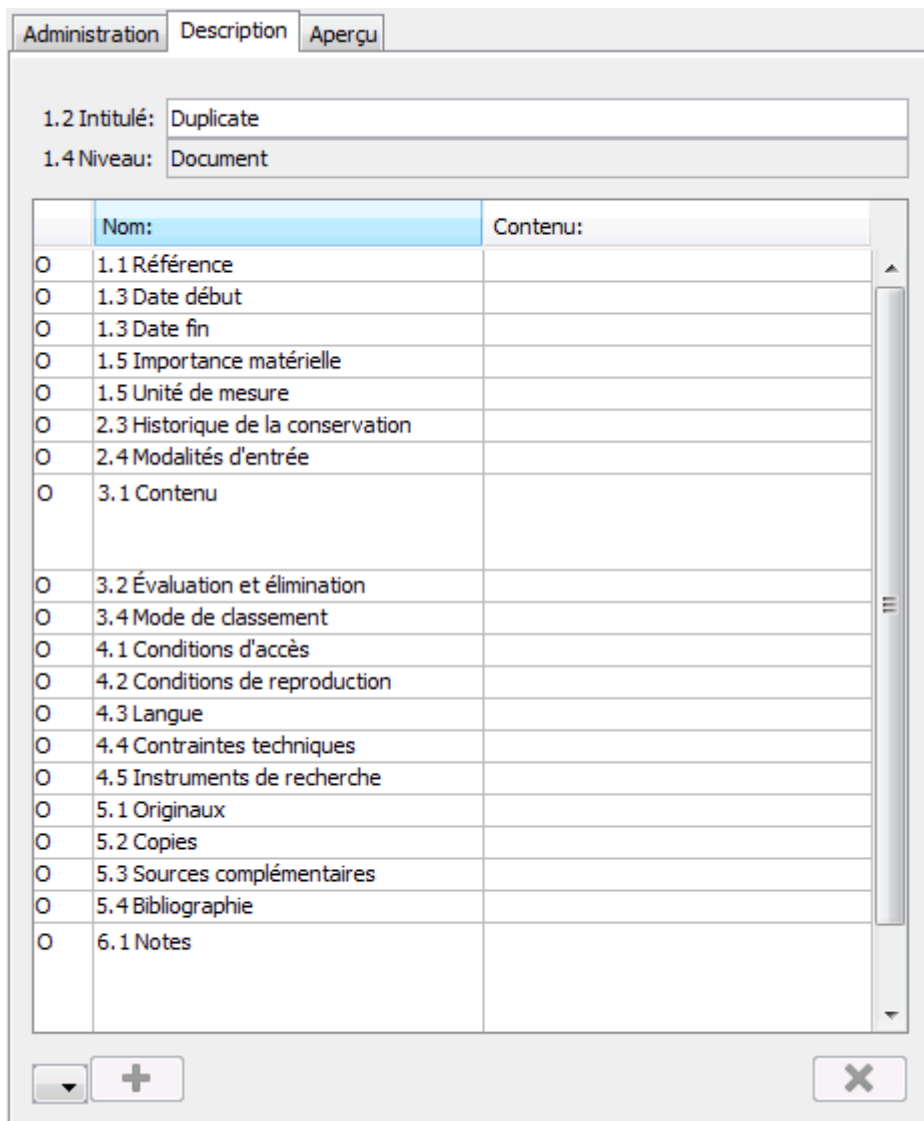 Administration Description Aperçu
1.2 Intitulé: Duplicate
1.4 Niveau: Document
Nom: Contenu:
O 1.1 Référence
O 1.3 Date début
O 1.3 Date fin
O 1.5 Importance matérielle
O 1.5 Unité de mesure
O 2.3 Historique de la conservation
O 2.4 Modalités d'entrée
O 3.1 Contenu
O 3.2 Évaluation et élimination
O 3.4 Mode de classement
O 4.1 Conditions d'accès
O 4.2 Conditions de reproduction
O 4.3 Langue
O 4.4 Contraintes techniques
O 4.5 Instruments de recherche
O 5.1 Originaux
O 5.2 Copies
O 5.3 Sources complémentaires
O 5.4 Bibliographie
O 6.1 Notes